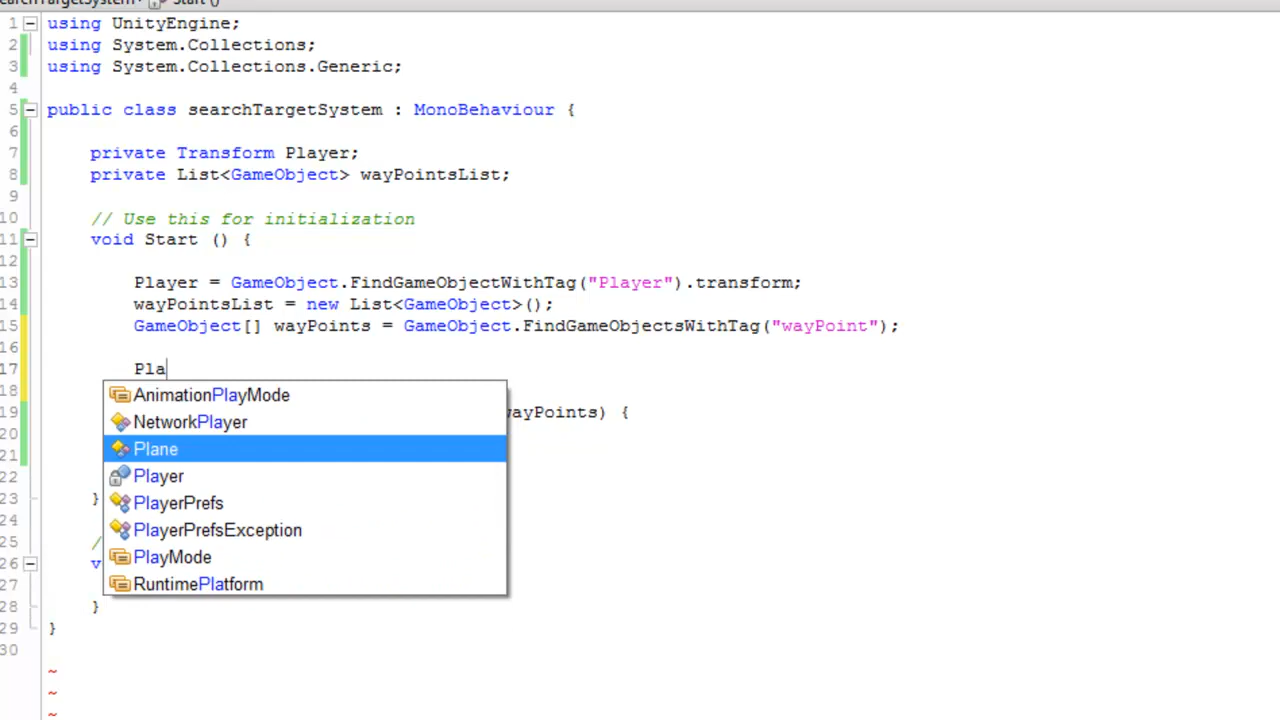 searchTargetSystem Start ()
1 using UnityEngine;
2 using System.Collections;
3 using System.Collections.Generic;
4
5 public class searchTargetSystem : MonoBehaviour {
6
7 private Transform Player;
8 private List<GameObject> wayPointsList;
9
10 // Use this for initialization
11 void Start () {
12
13 Player = GameObject.FindGameObjectWithTag("Player").transform;
14 wayPointsList = new List<GameObject>();
15 GameObject[] wayPoints = GameObject.FindGameObjectsWithTag("wayPoint");
16
17 Pla
18 AnimationPlayMode
19 wayPoints) {
NetworkPlayer
20 Plane
21
22 Player
23 } PlayerPrefs
24 PlayerPrefsException
25 /
26 v PlayMode
27 RuntimePlatform
28 }
29 }
30
~
~
~